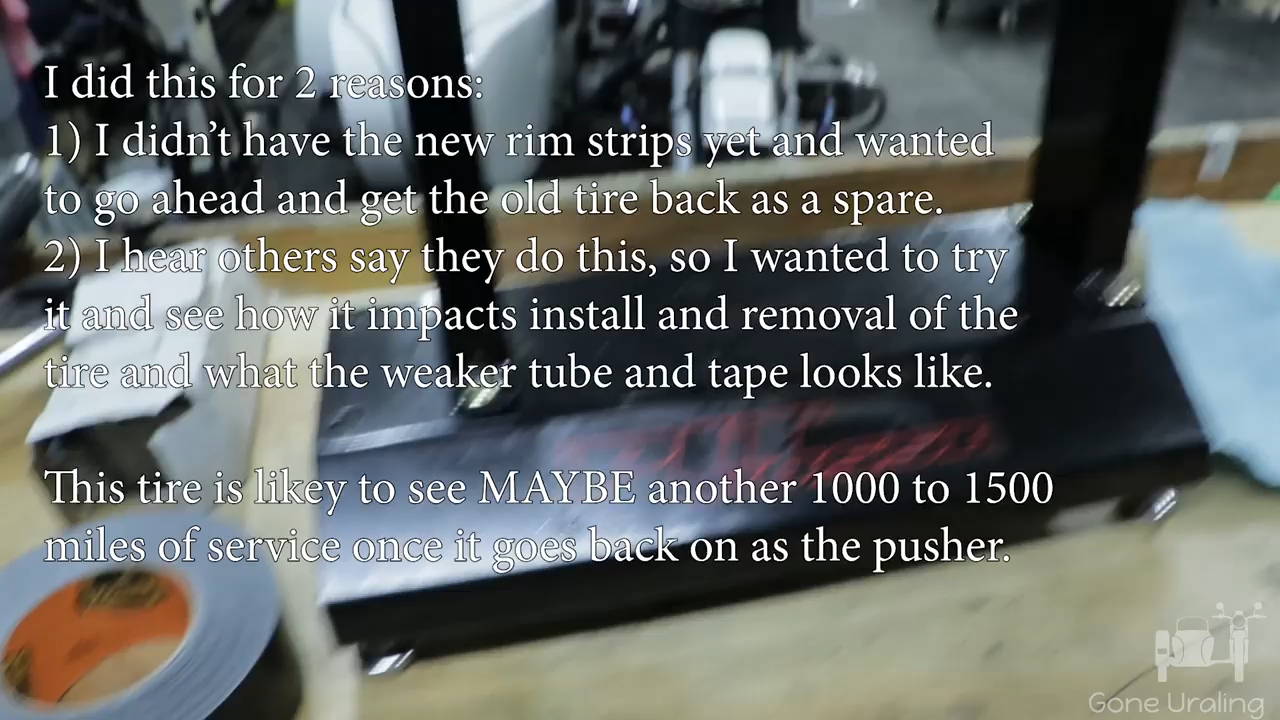 I did this for 2 reasons:
1) I didn’t have the new rim strips yet and wanted
to go ahead and get the old tire back as a spare.
2) I hear others say they do this, so I wanted to try
it and see how it impacts install and removal of the
tire and what the weaker tube and tape looks like.
This tire is likey to see MAYBE another 1000 to 1500
miles of service once it goes back on as the pusher.
Gone Uraling